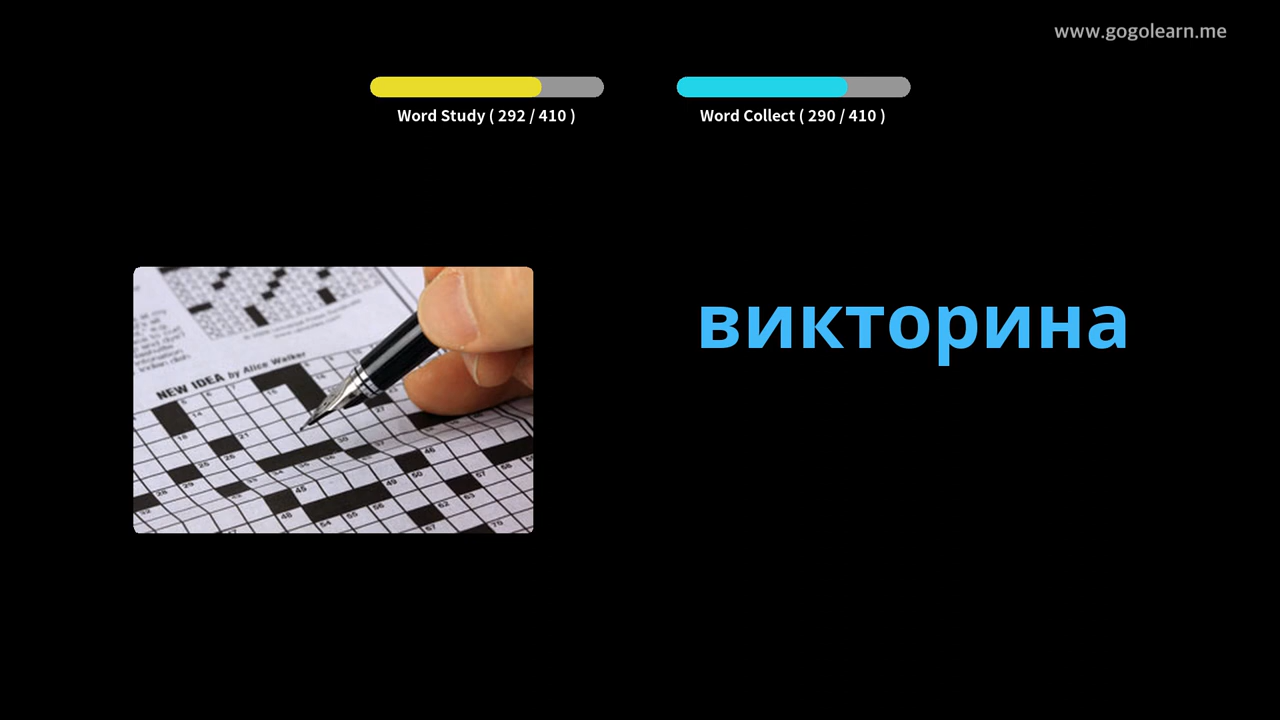 www.gogolearn.me
Word Study ( 292 / 410 )
Word Collect ( 290 / 410 )
викторина
NEW IDEA by Alice Walker